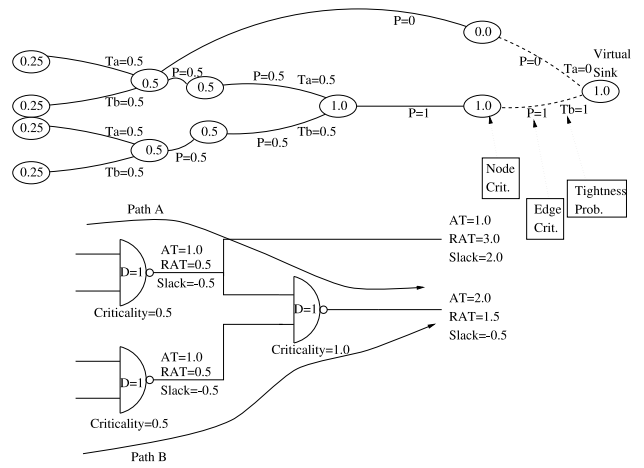 P=0
0.0
0.25
Ta=0.5
0.5
P=0.5
0.5
P=0.5
Ta=0.5
P=0
Ta=0
Virtual
Sink
1.0
0.25
Tb=0.5
0.25
Ta=0.5
0.5
P=0.5
0.5
P=0.5
Tb=0.5
1.0
P=1
1.0
P=1
Tb=1
0.25
Tb=0.5
Node
Crit.
Edge
Crit.
Tightness
Prob.
Path A
AT=1.0
RAT=0.5
Slack=-0.5
D=1
Criticality=0.5
AT=1.0
RAT=3.0
Slack=2.0
D=1
Criticality=1.0
AT=2.0
RAT=1.5
Slack=-0.5
AT=1.0
RAT=0.5
Slack=-0.5
D=1
Criticality=0.5
Path B